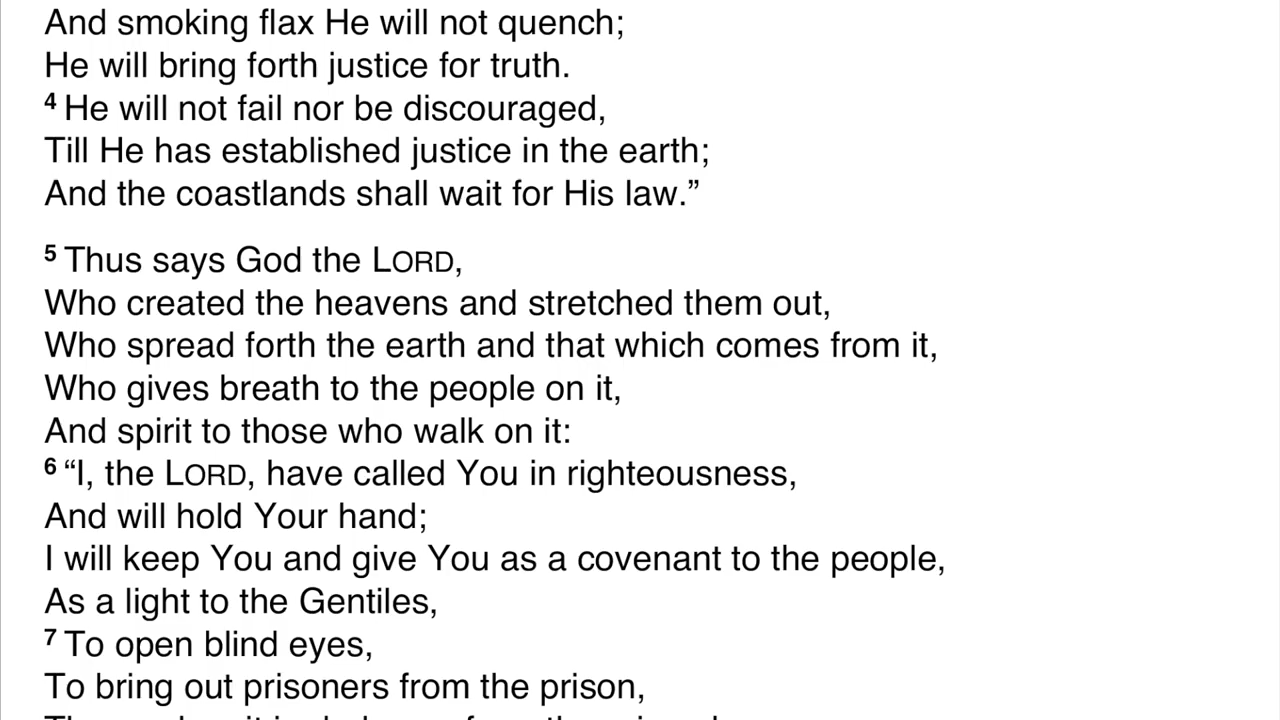 And smoking flax He will not quench;
He will bring forth justice for truth.
4 He will not fail nor be discouraged,
Till He has established justice in the earth;
And the coastlands shall wait for His law.”
5 Thus says God the LORD,
Who created the heavens and stretched them out,
Who spread forth the earth and that which comes from it,
Who gives breath to the people on it,
And spirit to those who walk on it:
6 “I, the LORD, have called You in righteousness,
And will hold Your hand;
I will keep You and give You as a covenant to the people,
As a light to the Gentiles,
7 To open blind eyes,
To bring out prisoners from the prison,